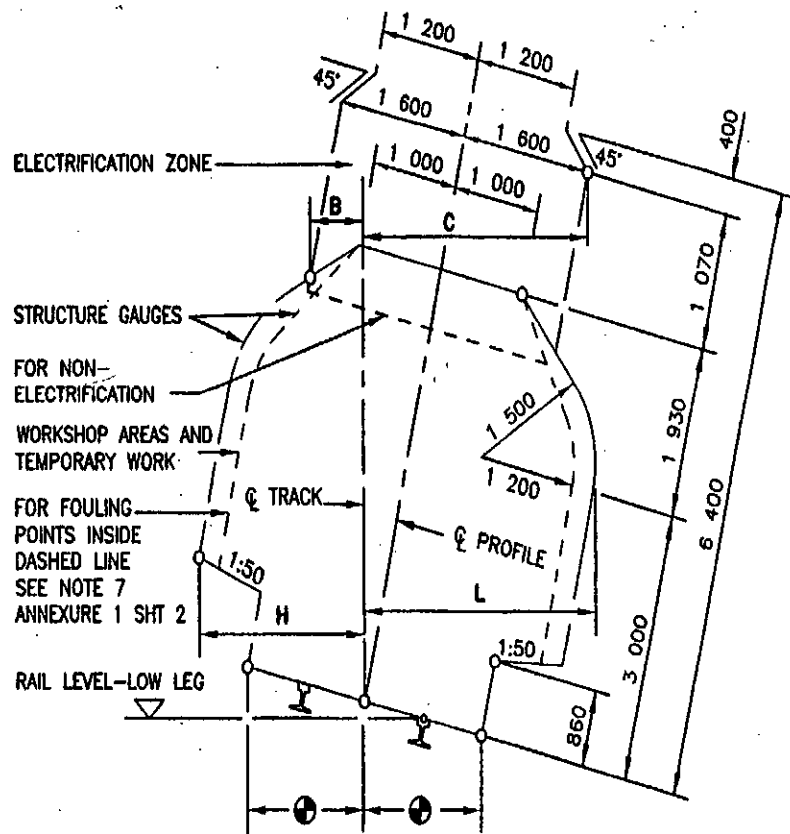 1 200
1 200
45°
1 600
1 600
400
45°
ELECTRIFICATION ZONE
1 000
1 000
B
C
1 070
STRUCTURE GAUGES
FOR NON-
ELECTRIFICATION
1 500
1 930
WORKSHOP AREAS AND
TEMPORARY WORK
1 200
6 400
FOR FOULING
POINTS INSIDE
DASHED LINE
SEE NOTE 7
ANNEXURE 1 SHT 2
℄ TRACK
℄ PROFILE
1:50
H
L
1:50
3 000
RAIL LEVEL-LOW LEG
860